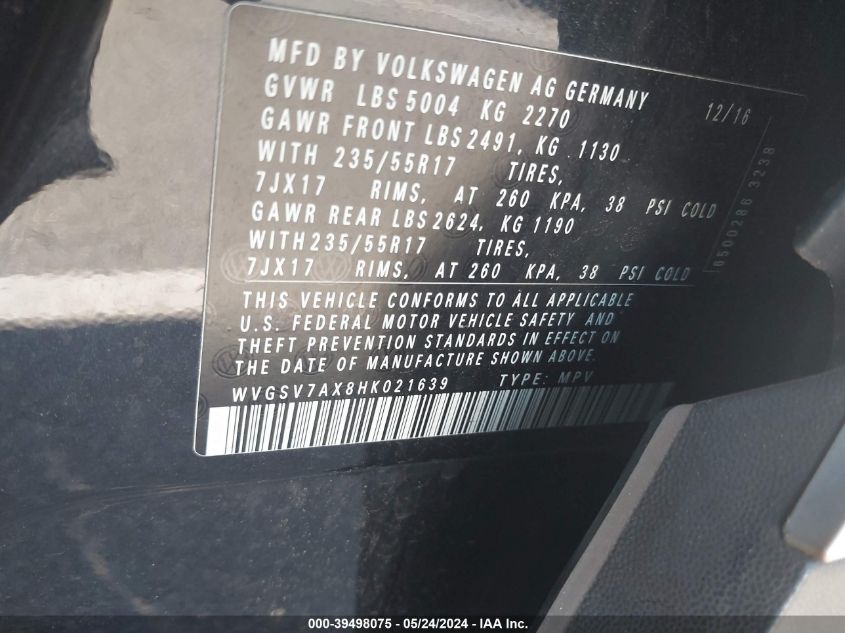 MFD BY VOLKSWAGEN AG GERMANY
GVWR LBS 5004 KG 2270 12/16
GAWR FRONT LBS 2491, KG 1130
WITH 235/55R17 TIRES,
7JX17 RIMS, AT 260 KPA, 38 PSI COLD
GAWR REAR LBS 2624, KG 1190
WITH 235/55R17 TIRES,
7JX17 RIMS, AT 260 KPA, 38 PSI COLD
THIS VEHICLE CONFORMS TO ALL APPLICABLE
U.S. FEDERAL MOTOR VEHICLE SAFETY AND
THEFT PREVENTION STANDARDS IN EFFECT ON
THE DATE OF MANUFACTURE SHOWN ABOVE.
WVGSV7AX8HK021639 TYPE: MPV
0500286 3238
000-39498075 - 05/24/2024 - IAA Inc.